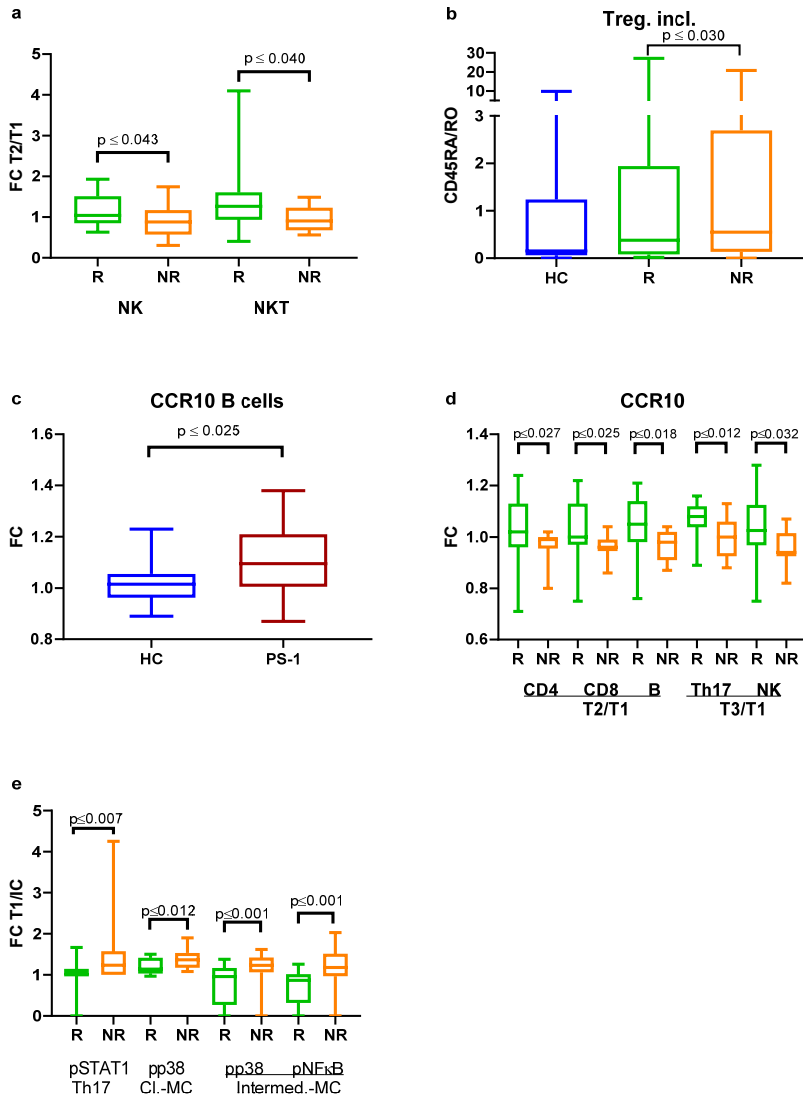 a
p ≤ 0.043
p ≤ 0.040
FC T2/T1
5
4
3
2
1
0
R NR R NR
NK NKT
b
Treg. incl.
p ≤ 0.030
CD45RA/RO
30
20
10
3
2
1
0
HC R NR
c
CCR10 B cells
p ≤ 0.025
FC
1.6
1.4
1.2
1.0
0.8
HC PS-1
d
CCR10
p≤0.027 p≤0.025 p≤0.018 p≤0.012 p≤0.032
FC
1.4
1.2
1.0
0.8
0.6
R NR R NR R NR R NR R NR
CD4 CD8 B Th17 NK
T2/T1 T3/T1
e
p≤0.007
p≤0.012
p≤0.001
p≤0.001
FC T1/IC
5
4
3
2
1
0
R NR R NR R NR R NR
pSTAT1 pp38 pp38 pNFκB
Th17 Cl.-MC Intermed.-MC